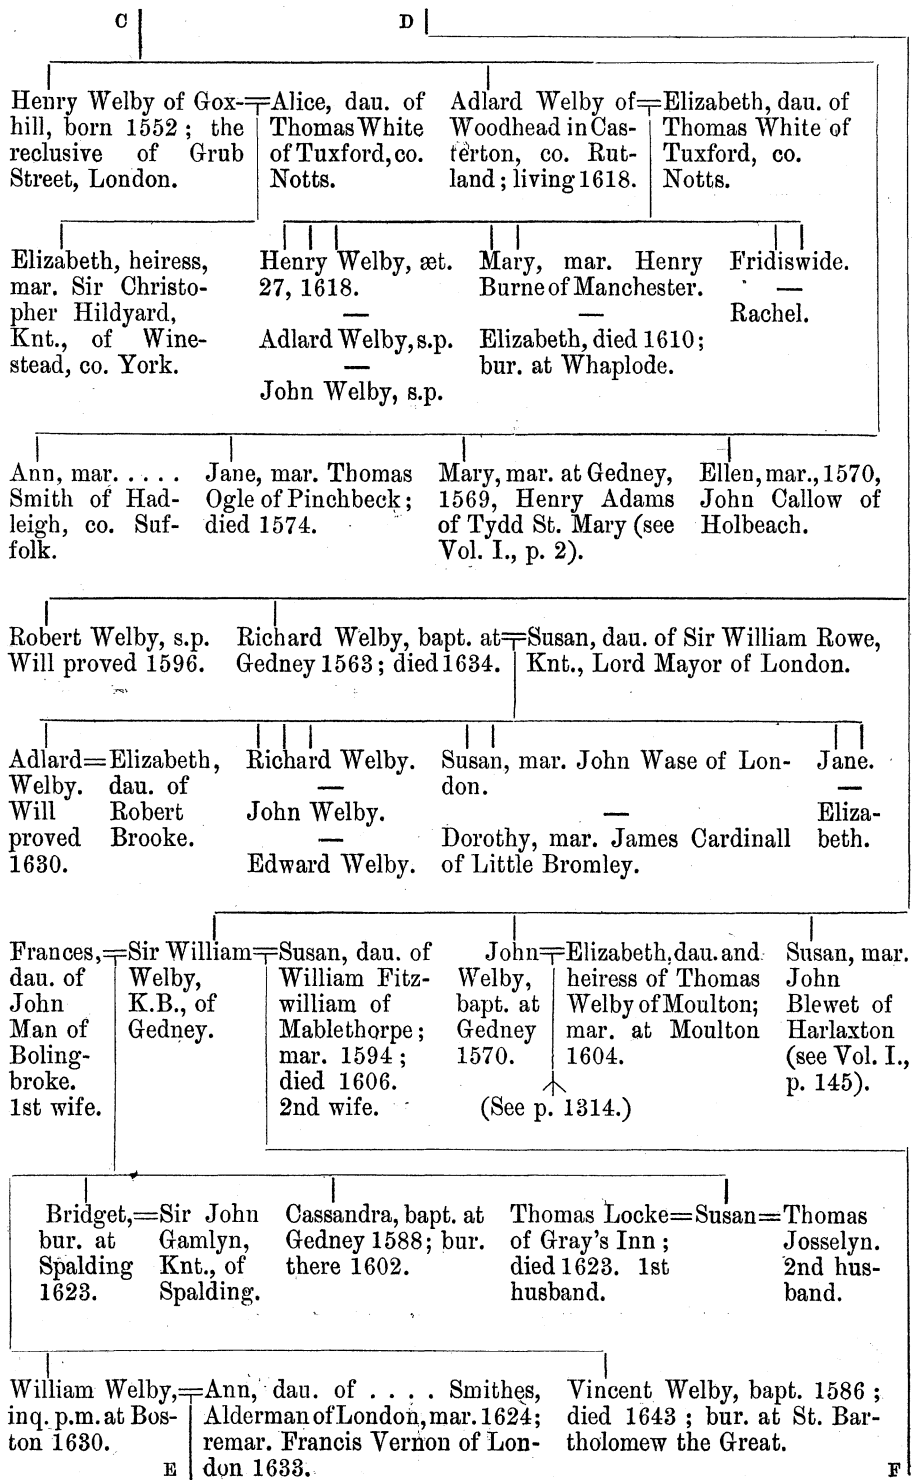 C
D
Henry Welby of Gox-
hill, born 1552 ; the
reclusive of Grub
Street, London.
Alice, dau. of
Thomas White
of Tuxford, co.
Notts.
Adlard Welby of
Woodhead in Cas-
terton, co. Rut-
land ; living 1618.
Elizabeth, dau. of
Thomas White of
Tuxford, co.
Notts.
Elizabeth, heiress,
mar. Sir Christo-
pher Hildyard,
Knt., of Wine-
stead, co. York.
Henry Welby, æt.
27, 1618.
—
Adlard Welby, s.p.
—
John Welby, s.p.
Mary, mar. Henry
Burne of Manchester.
—
Elizabeth, died 1610 ;
bur. at Whaplode.
Fridiswide.
—
Rachel.
Ann, mar. . . . .
Smith of Had-
leigh, co. Suf-
folk.
Jane, mar. Thomas
Ogle of Pinchbeck ;
died 1574.
Mary, mar. at Gedney,
1569, Henry Adams
of Tydd St. Mary (see
Vol. I., p. 2).
Ellen, mar., 1570,
John Callow of
Holbeach.
Robert Welby, s.p.
Will proved 1596.
Richard Welby, bapt. at
Gedney 1563 ; died 1634.
Susan, dau. of Sir William Rowe,
Knt., Lord Mayor of London.
Adlard=
Welby.
Will
proved
1630.
Elizabeth,
dau. of
Robert
Brooke.
Richard Welby.
—
John Welby.
—
Edward Welby.
Susan, mar. John Wase of Lon-
don.
—
Dorothy, mar. James Cardinall
of Little Bromley.
Jane.
—
Eliza-
beth.
Frances,=
dau. of
John
Man of
Boling-
broke.
1st wife.
Sir William=
Welby,
K.B., of
Gedney.
Susan, dau. of
William Fitz-
william of
Mablethorpe ;
mar. 1594 ;
died 1606.
2nd wife.
John=
Welby,
bapt. at
Gedney
1570.
Elizabeth, dau. and
heiress of Thomas
Welby of Moulton ;
mar. at Moulton
1604.
(See p. 1314.)
Susan, mar.
John
Blewet of
Harlaxton
(see Vol. I.,
p. 145).
Bridget,=
bur. at
Spalding
1623.
Sir John
Gamlyn,
Knt., of
Spalding.
Cassandra, bapt. at
Gedney 1588 ; bur.
there 1602.
Thomas Locke=
of Gray's Inn ;
died 1623. 1st
husband.
Susan=
Thomas
Josselyn.
2nd hus-
band.
William Welby,=
inq. p.m. at Bos-
ton 1630.
E
Ann, dau. of . . . . Smithes,
Alderman of London, mar. 1624 ;
remar. Francis Vernon of Lon-
don 1633.
Vincent Welby, bapt. 1586 ;
died 1643 ; bur. at St. Bar-
tholomew the Great.
F